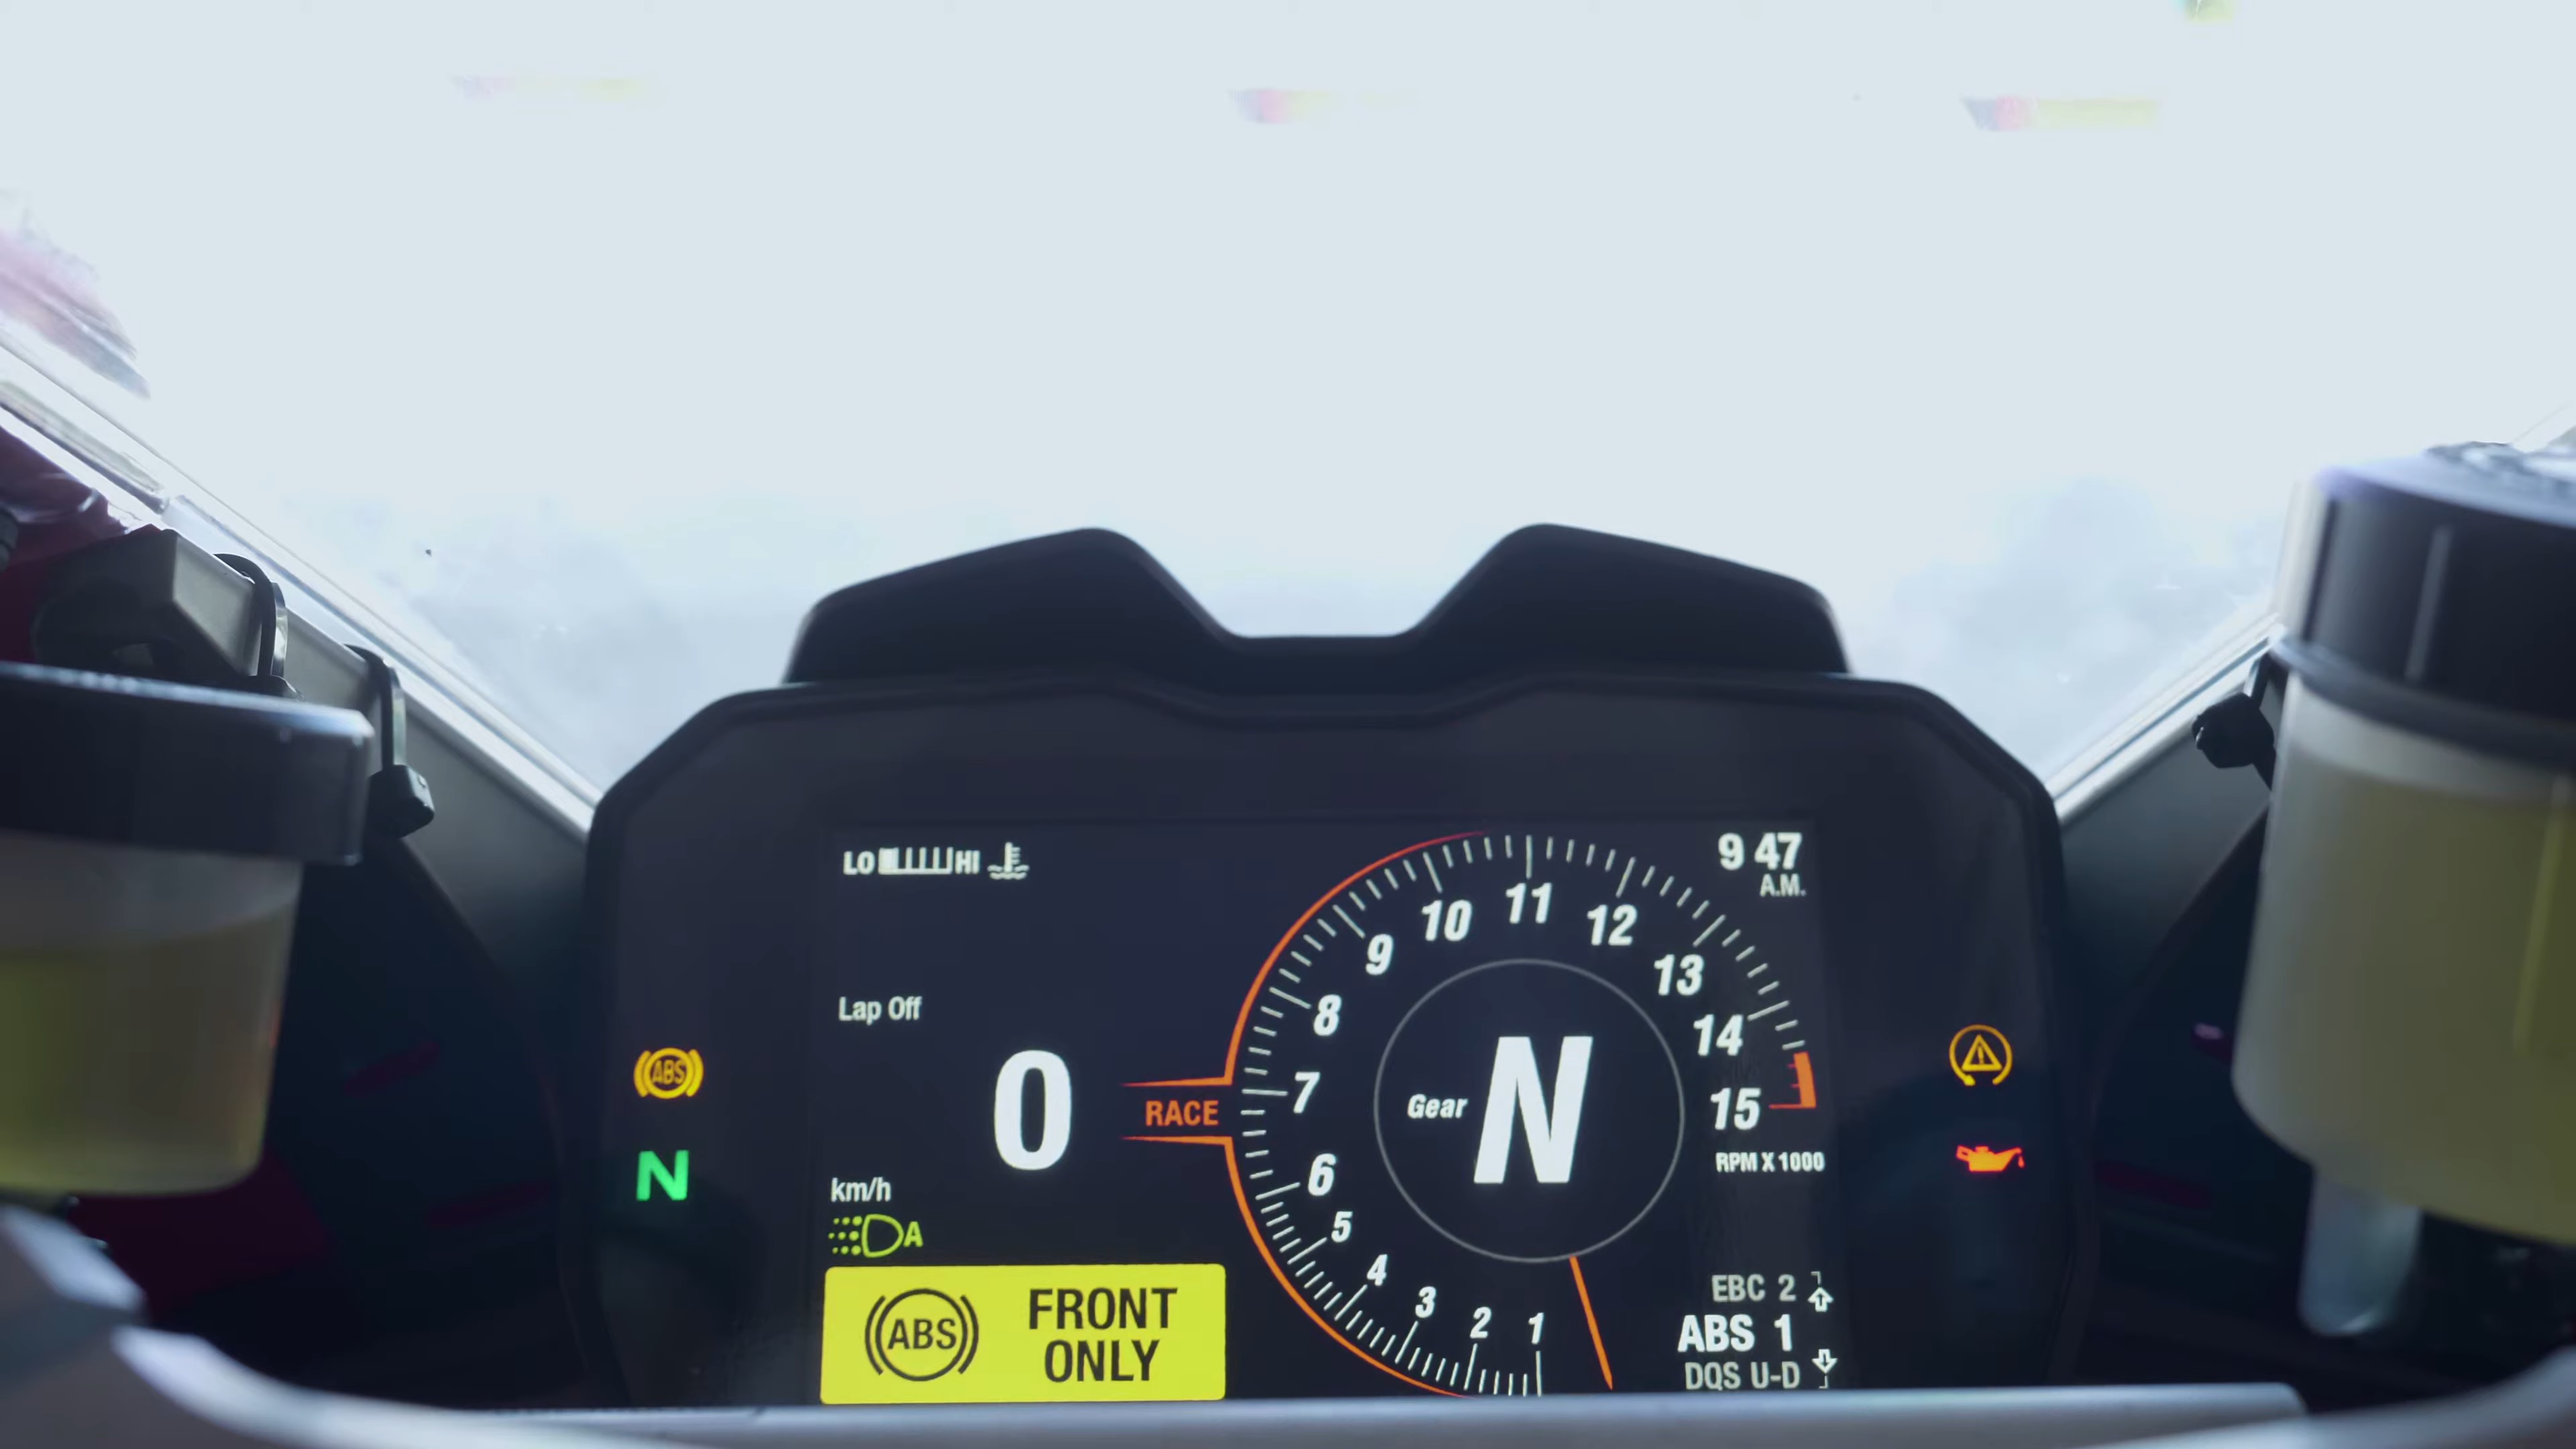 LO HI
9 47
A.M.
11
10 12
9
13
8
14
Lap Off
ABS
0
RACE
7
Gear N
15
RPM X 1000
N
km/h
6
A
5
4
3
2 1
EBC 2
ABS 1
DQS U-D
ABS
FRONT
ONLY